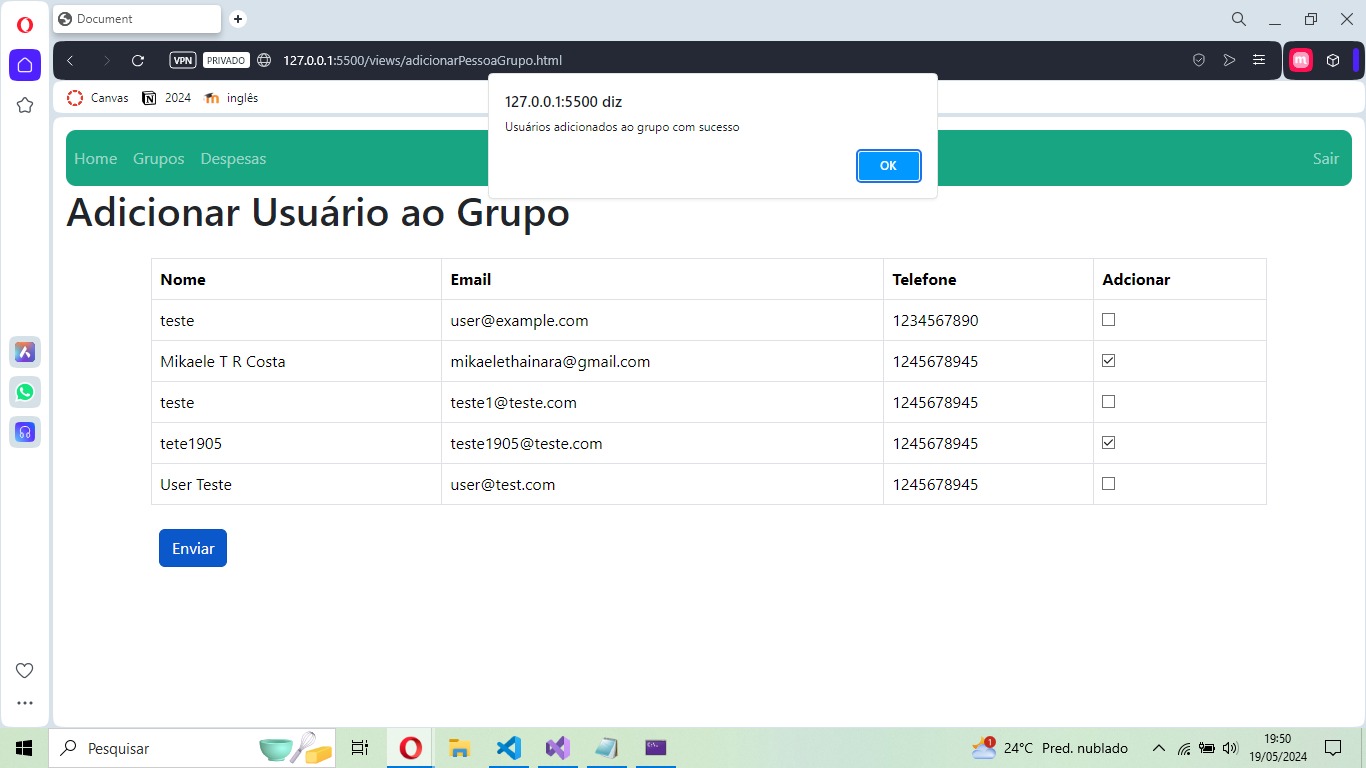 Document
VPN
PRIVADO
127.0.0.1:5500/views/adicionarPessoaGrupo.html
Canvas
2024
inglês
127.0.0.1:5500 diz
Usuários adicionados ao grupo com sucesso
OK
Home Grupos Despesas
Sair
Adicionar Usuário ao Grupo
Nome Email Telefone Adcionar
teste user@example.com 1234567890
Mikaele T R Costa mikaelethainara@gmail.com 1245678945
teste teste1@teste.com 1245678945
tete1905 teste1905@teste.com 1245678945
User Teste user@test.com 1245678945
Enviar
Pesquisar
1
24°C Pred. nublado
19:50
19/05/2024